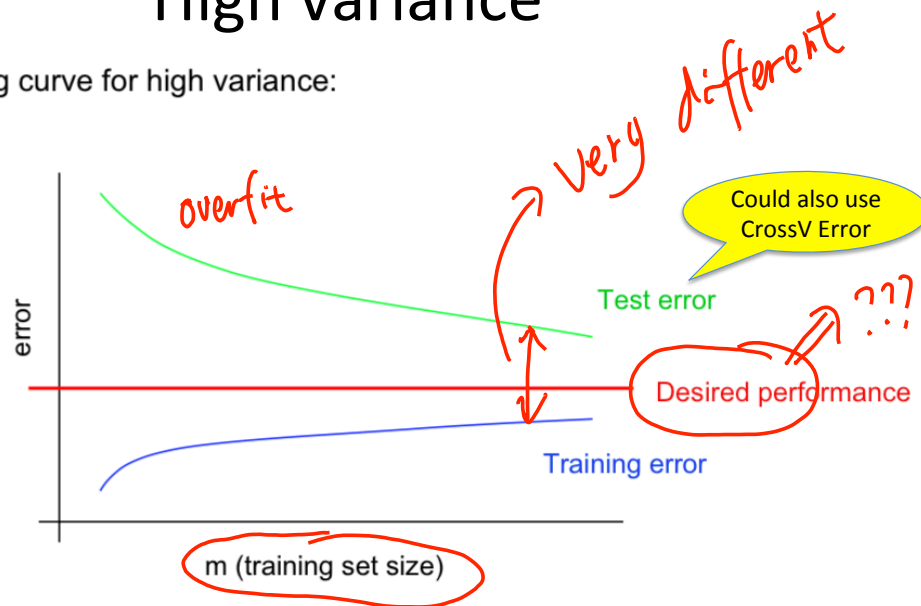 High variance
g curve for high variance:
very different
overfit
Could also use
CrossV Error
Test error
???
error
Desired performance
Training error
m (training set size)